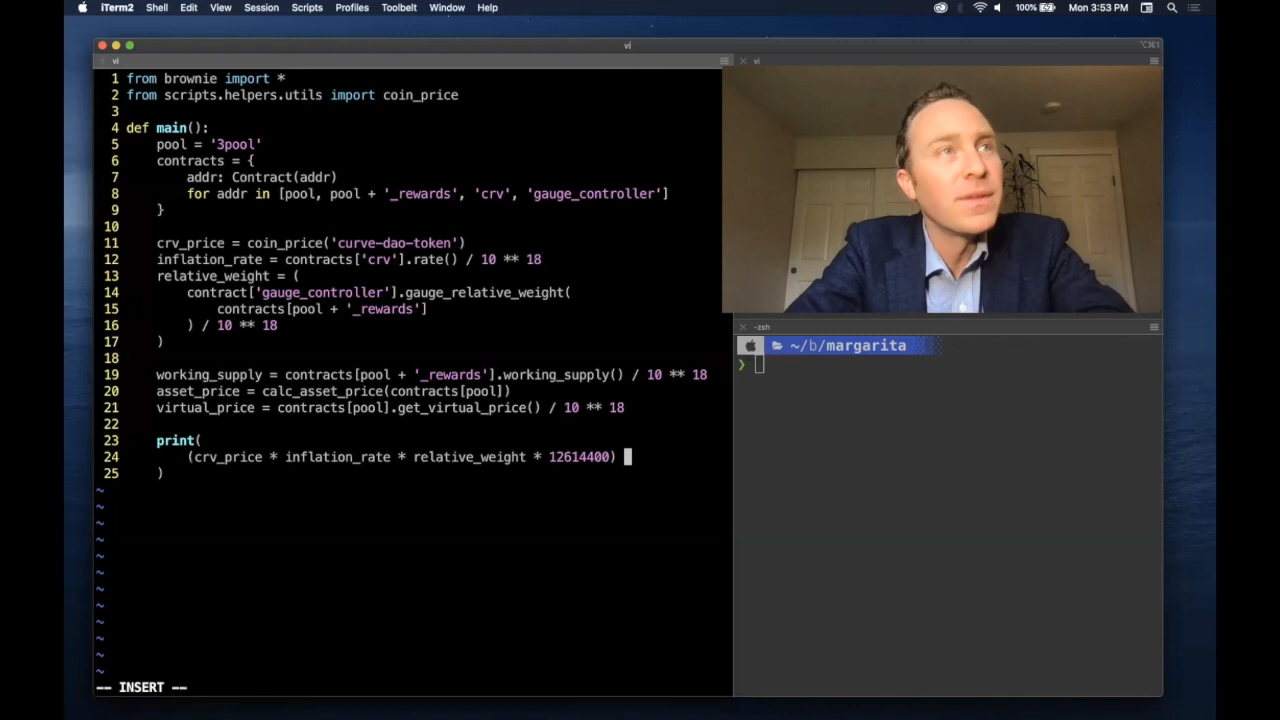 iTerm2 Shell Edit View Session Scripts Profiles Toolbelt Window Help 100% Mon 3:53 PM
vi ⌥⌘1
vi
vi
1 from brownie import *
2 from scripts.helpers.utils import coin_price
3
4 def main():
5     pool = '3pool'
6     contracts = {
7         addr: Contract(addr)
8         for addr in [pool, pool + '_rewards', 'crv', 'gauge_controller']
9     }
10
11     crv_price = coin_price('curve-dao-token')
12     inflation_rate = contracts['crv'].rate() / 10 ** 18
13     relative_weight = (
14         contract['gauge_controller'].gauge_relative_weight(
15             contracts[pool + '_rewards']
16         ) / 10 ** 18
17     )
18
19     working_supply = contracts[pool + '_rewards'].working_supply() / 10 ** 18
20     asset_price = calc_asset_price(contracts[pool])
21     virtual_price = contracts[pool].get_virtual_price() / 10 ** 18
22
23     print(
24         (crv_price * inflation_rate * relative_weight * 12614400)
25     )
~
~
~
~
~
~
~
~
~
~
~
~
-- INSERT --
-zsh
~/b/margarita
❯